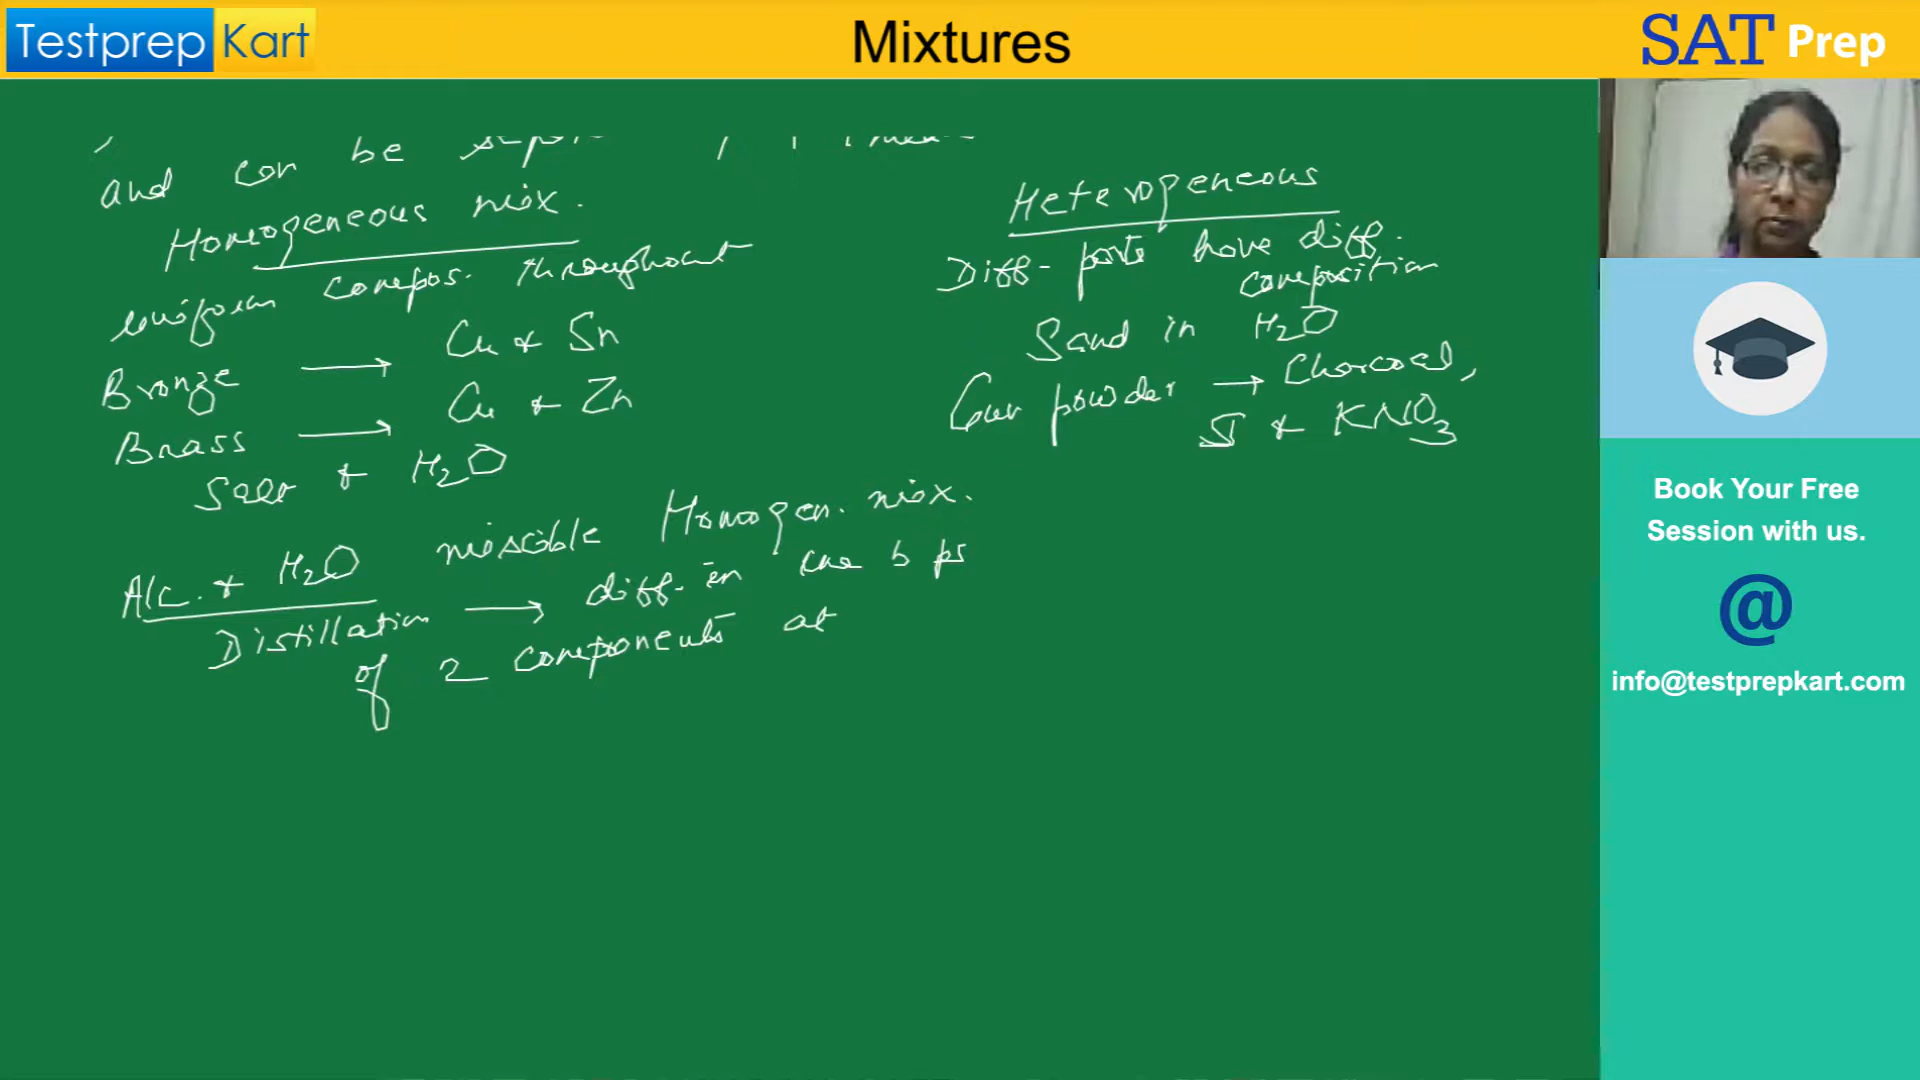 Testprep Kart
Mixtures
SAT Prep
and can be
Homogeneous mix.
uniform compos. throughout
Bronze → Cu & Sn
Brass → Cu & Zn
Salt & H2O
Heterogeneous
Diff- parts have diff.
composition
Sand in H2O
Gun powder → Charcoal,
S & KNO3
Alc. & H2O miscible Homogen. mix.
Distillation → diff. in the b pt
of 2 components at
Book Your Free
Session with us.
@
info@testprepkart.com